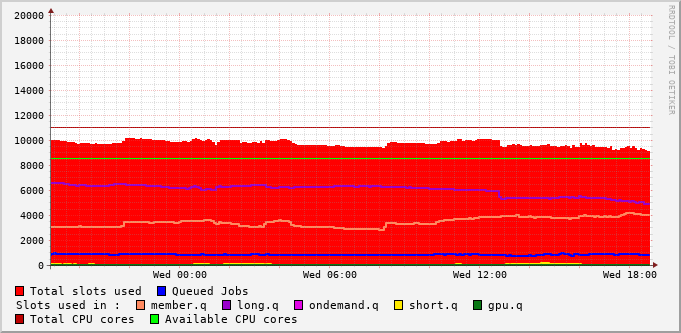 20000
18000
16000
14000
12000
10000
8000
6000
4000
2000
0
Wed 00:00 Wed 06:00 Wed 12:00 Wed 18:00
Total slots used Queued Jobs
Slots used in : member.q long.q ondemand.q short.q gpu.q
Total CPU cores Available CPU cores
RRDTOOL / TOBI OETIKER